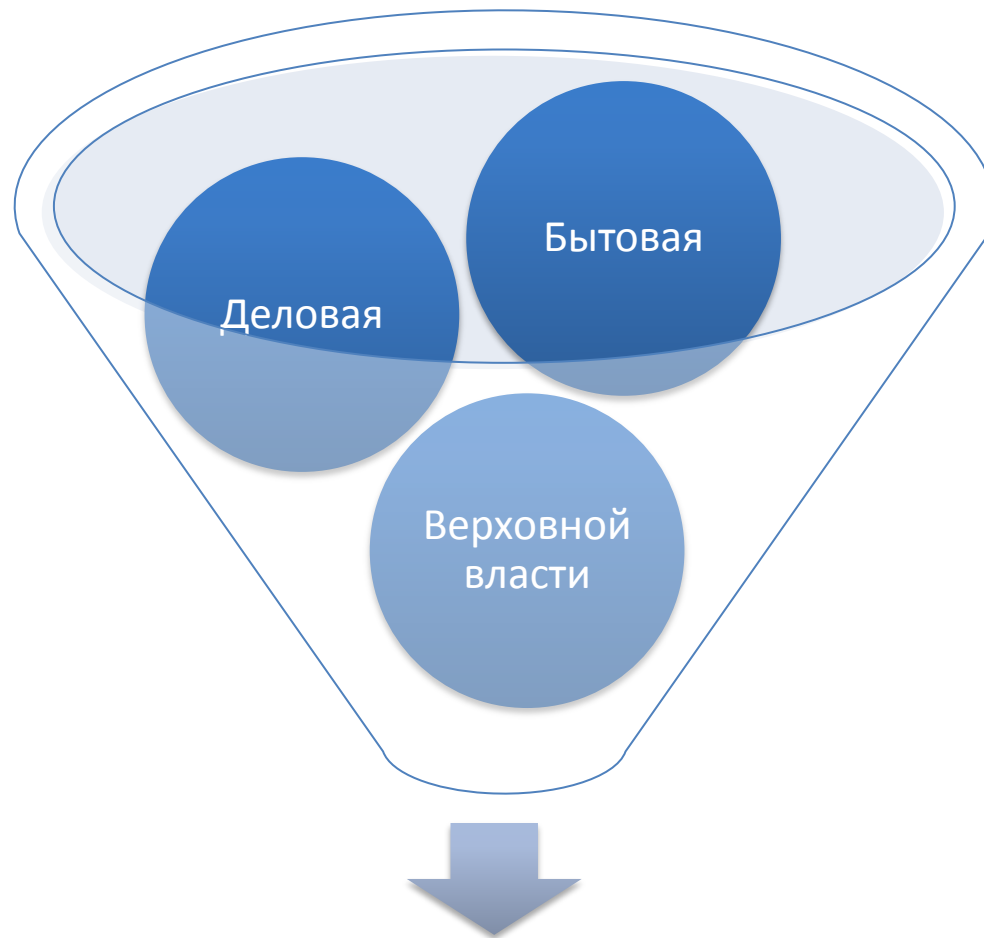 Бытовая
Деловая
Верховной
власти